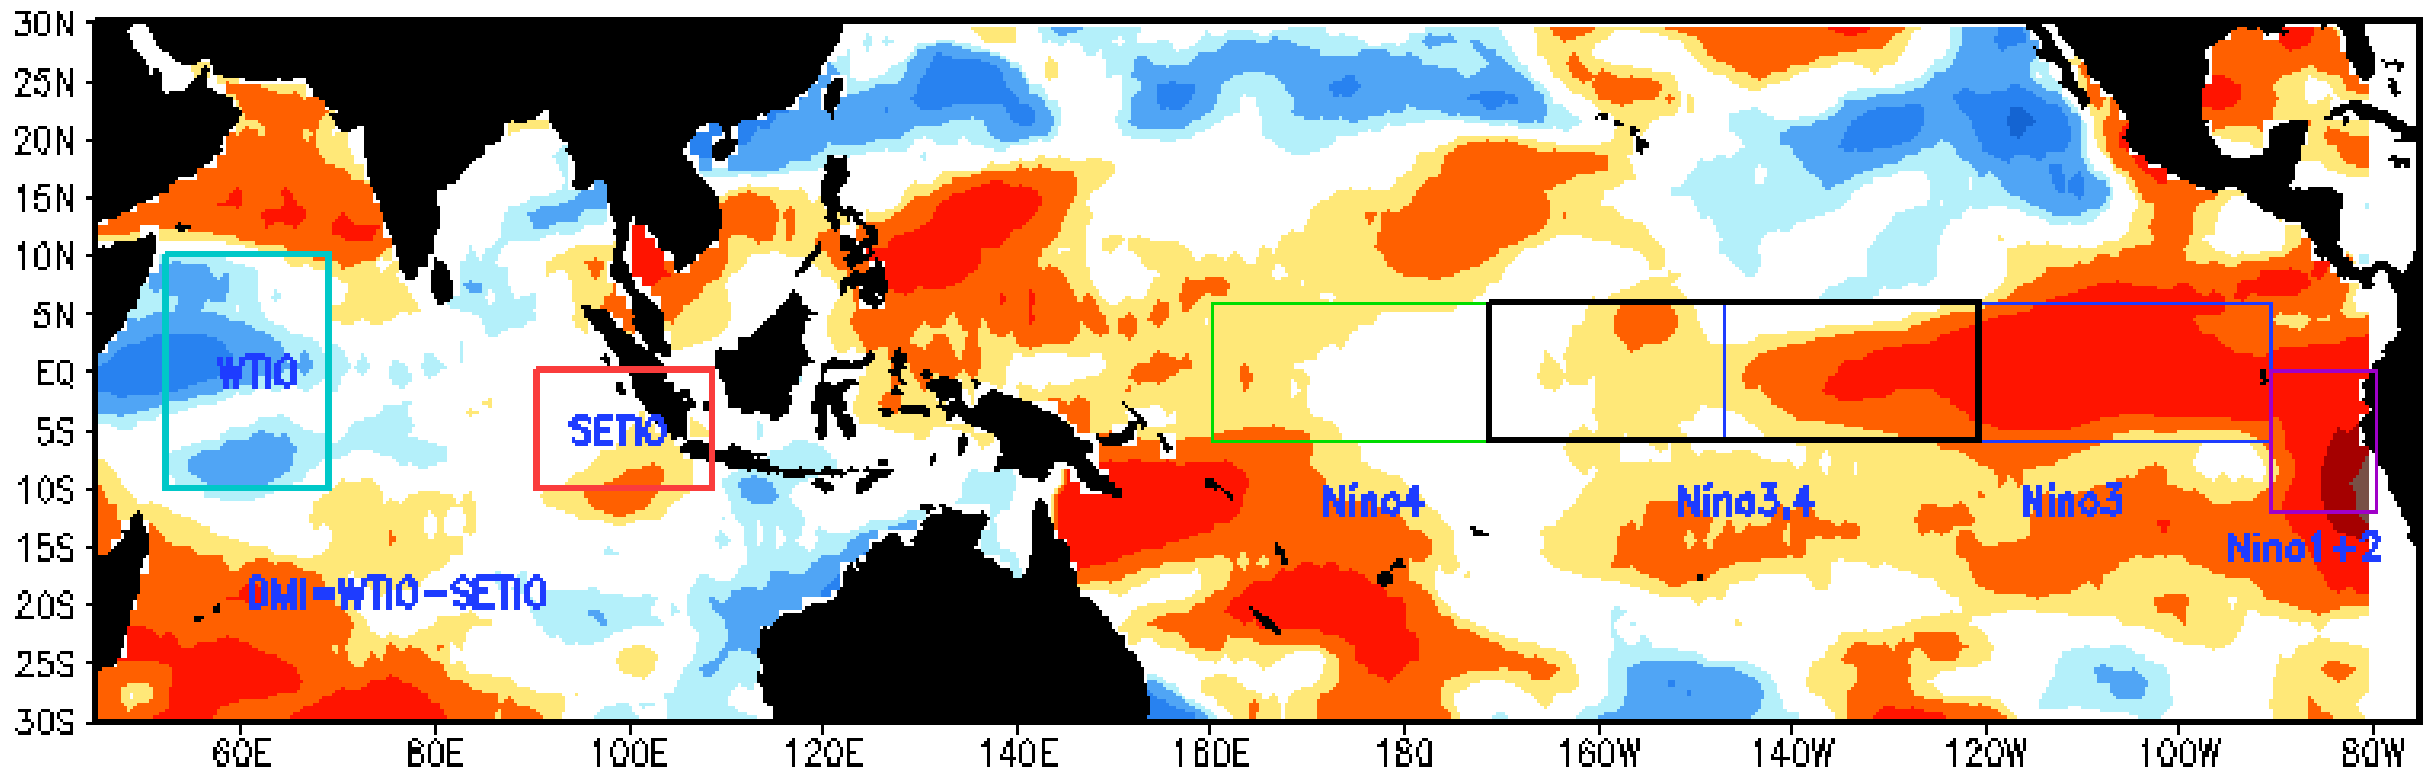 30N
25N
20N
15N
10N
5N
EQ
5S
10S
15S
20S
25S
30S
WTIO
SETIO
Nino4
Nino3,4
Nino3
Nino1+2
DMI=WTIO-SETIO
60E 80E 100E 120E 140E 160E 180 160W 140W 120W 100W 80W